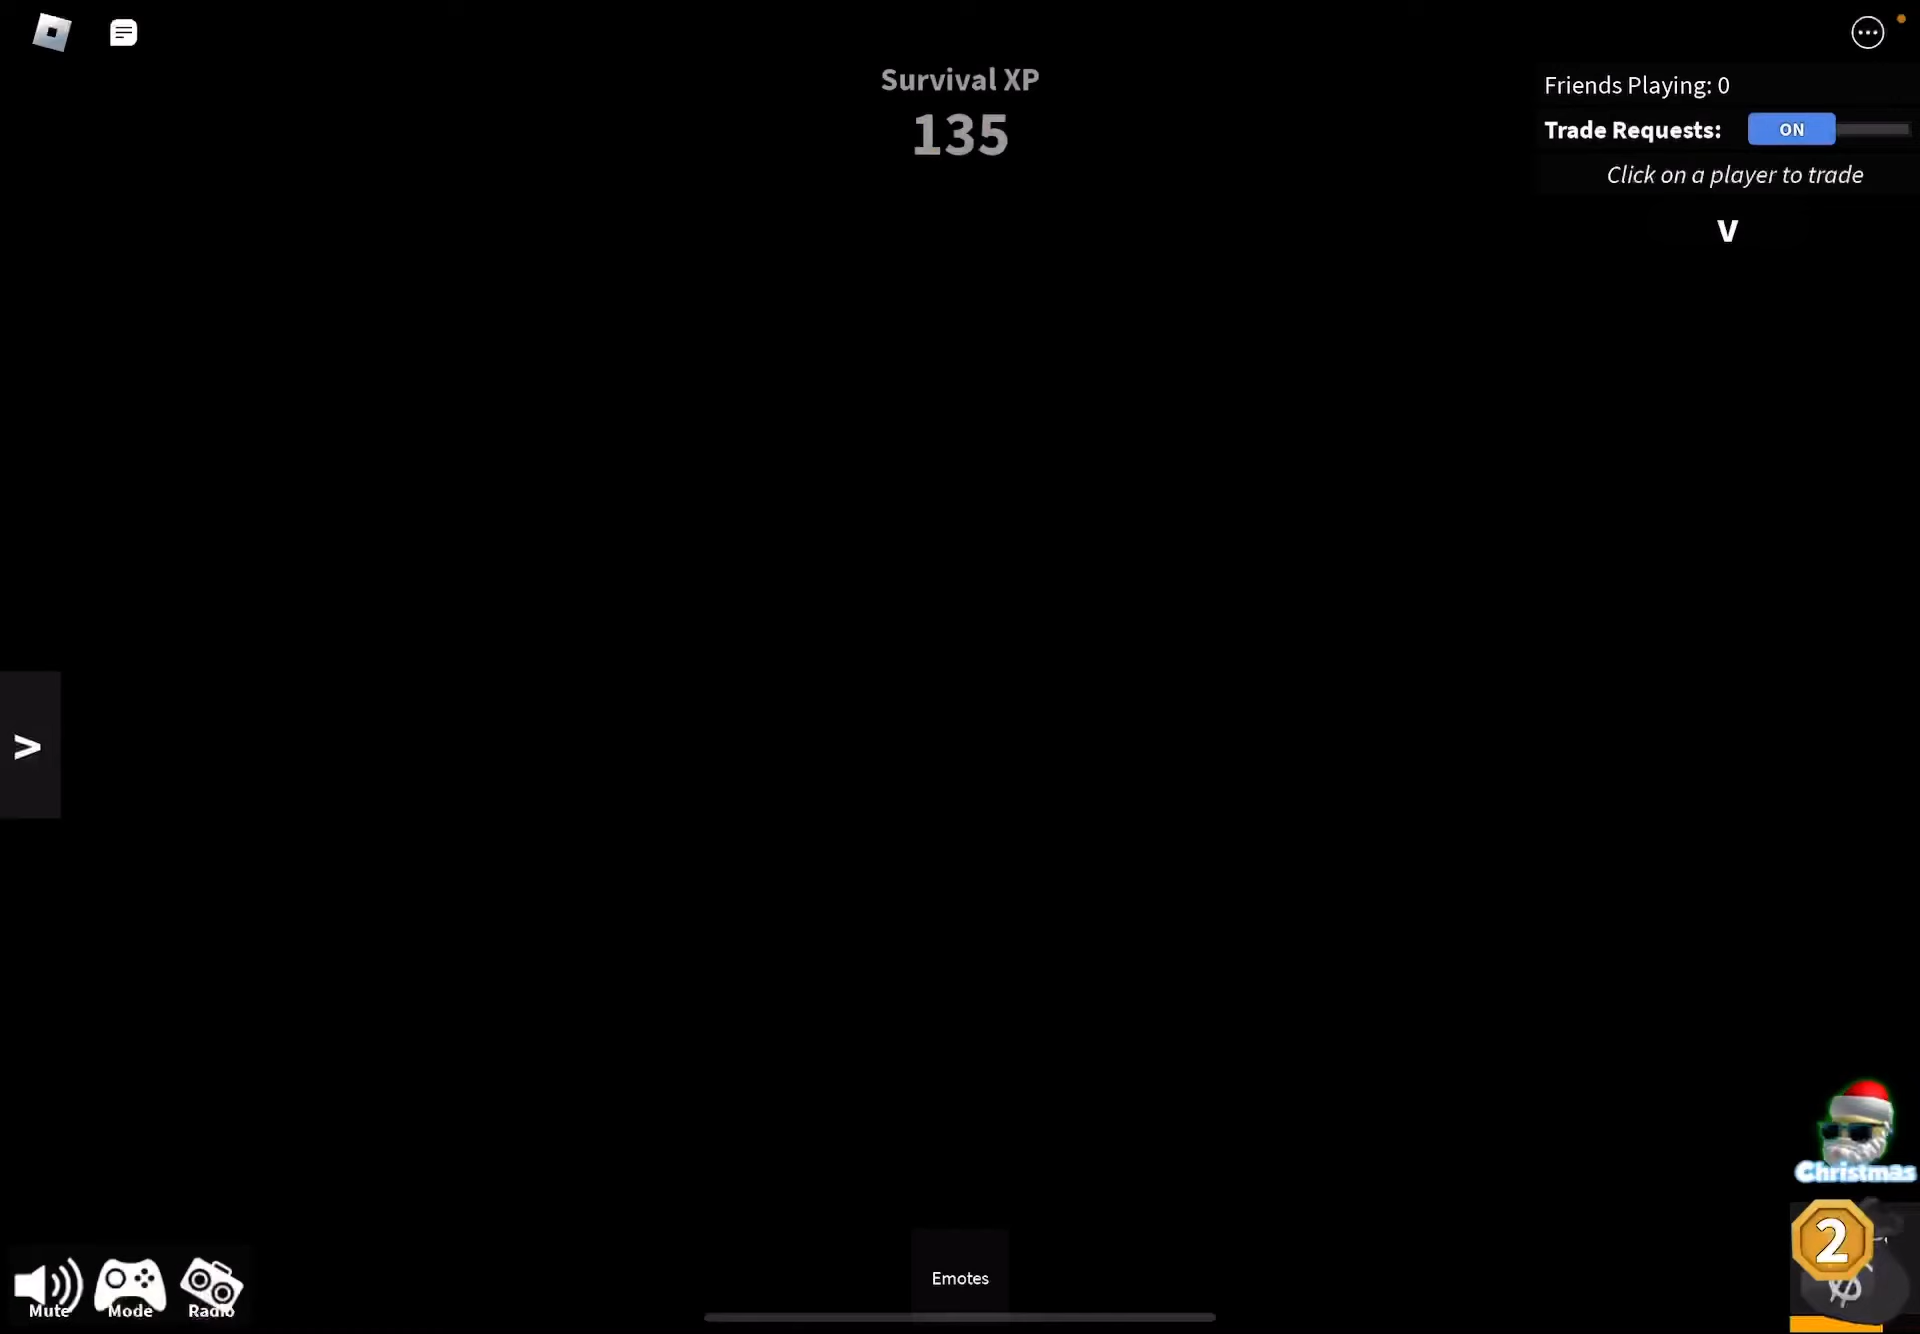 Survival XP
135
Friends Playing: 0
Trade Requests: ON
Click on a player to trade
V
>
Christmas
2
Emotes
Mute Mode Radio